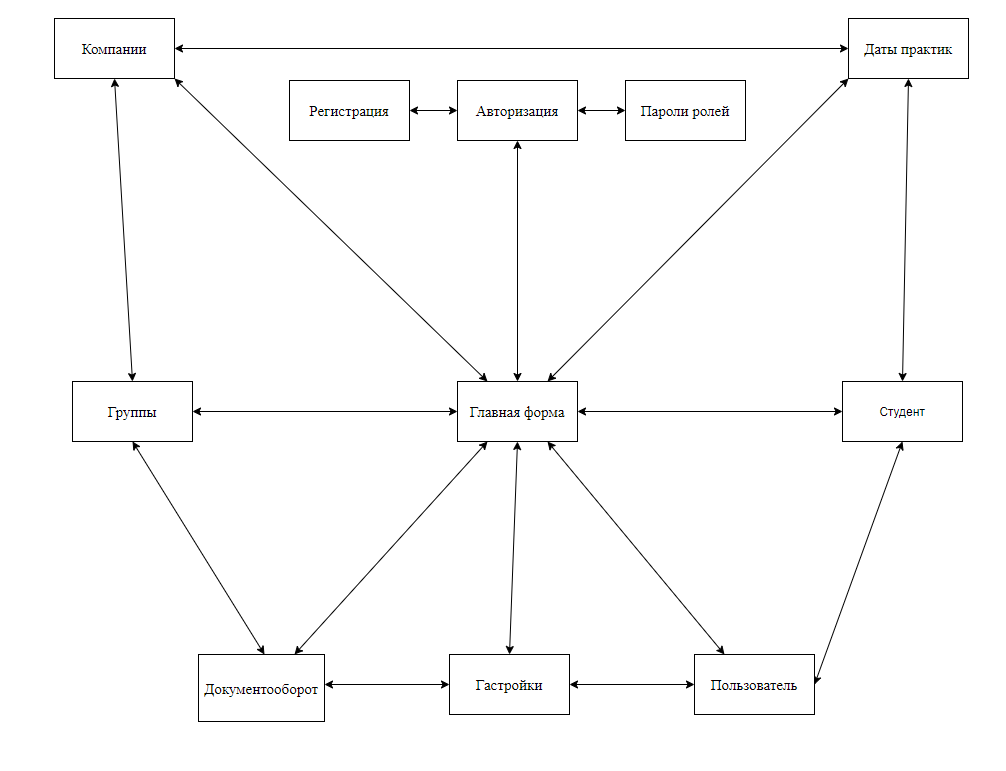 Компании
Даты практик
Регистрация
Авторизация
Пароли ролей
Группы
Главная форма
Студент
Документооборот
Гастройки
Пользователь